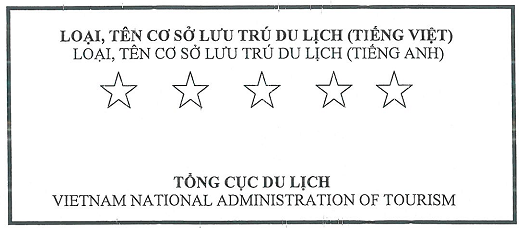 LOẠI, TÊN CƠ SỞ LƯU TRÚ DU LỊCH (TIẾNG VIỆT)
LOẠI, TÊN CƠ SỞ LƯU TRÚ DU LỊCH (TIẾNG ANH)
TỔNG CỤC DU LỊCH
VIETNAM NATIONAL ADMINISTRATION OF TOURISM